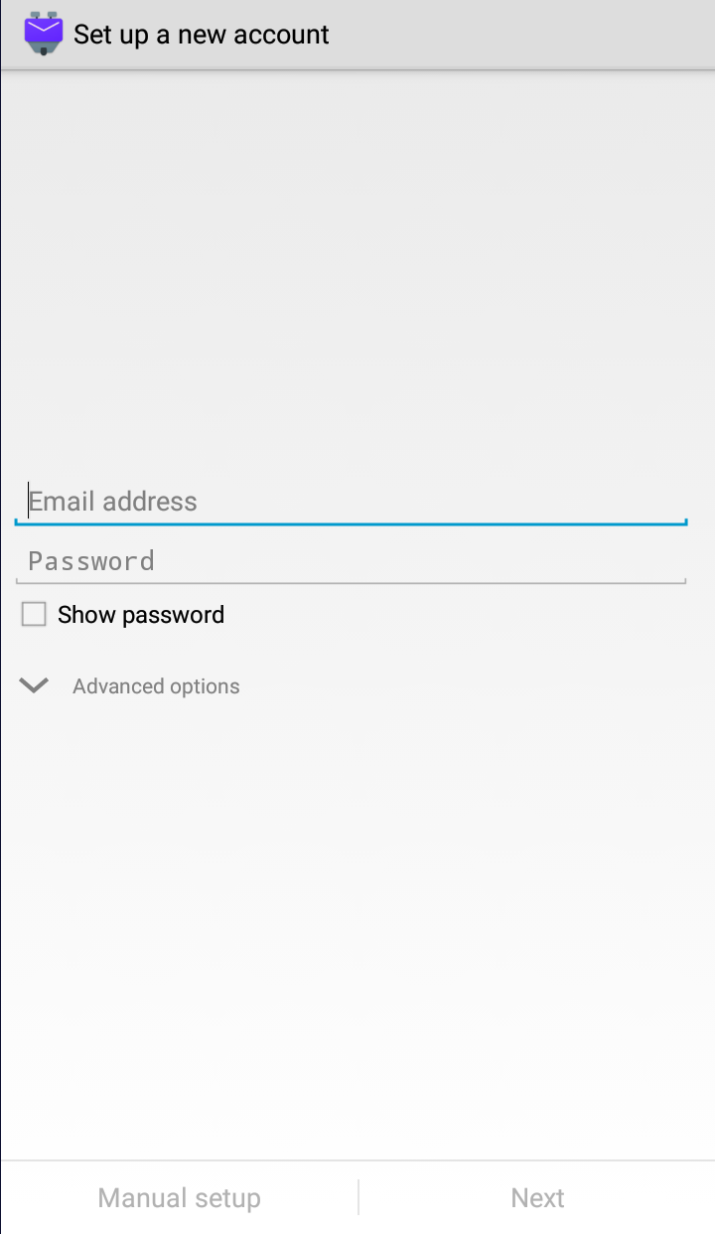 Set up a new account
Email address
Password
Show password
Advanced options
Manual setup
Next